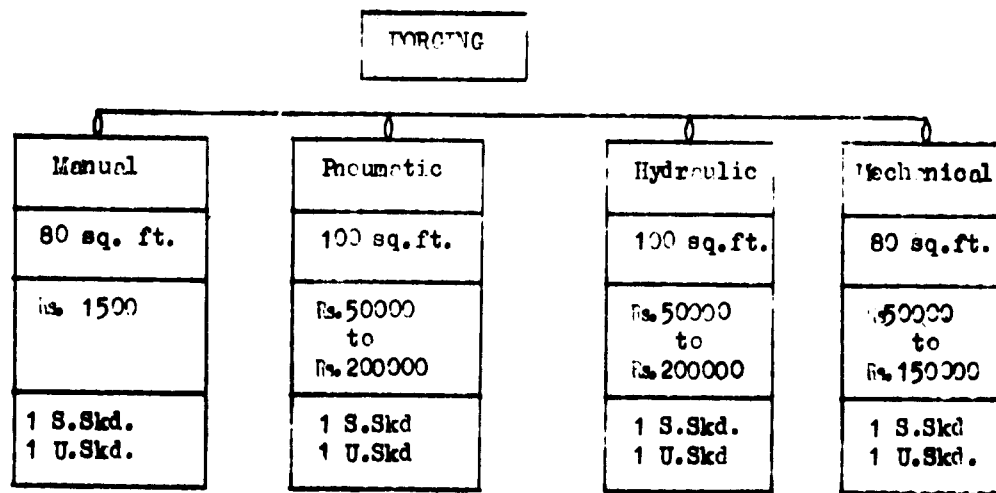 FORGING
Manual
80 sq. ft.
Rs. 1500
1 S.Skd.
1 U.Skd.
Pneumatic
100 sq.ft.
Rs.50000
to
Rs.200000
1 S.Skd
1 U.Skd
Hydraulic
100 sq.ft.
Rs.50000
to
Rs.200000
1 S.Skd.
1 U.Skd
Mechanical
80 sq.ft.
50000
to
Rs.150000
1 S.Skd
1 U.Skd.